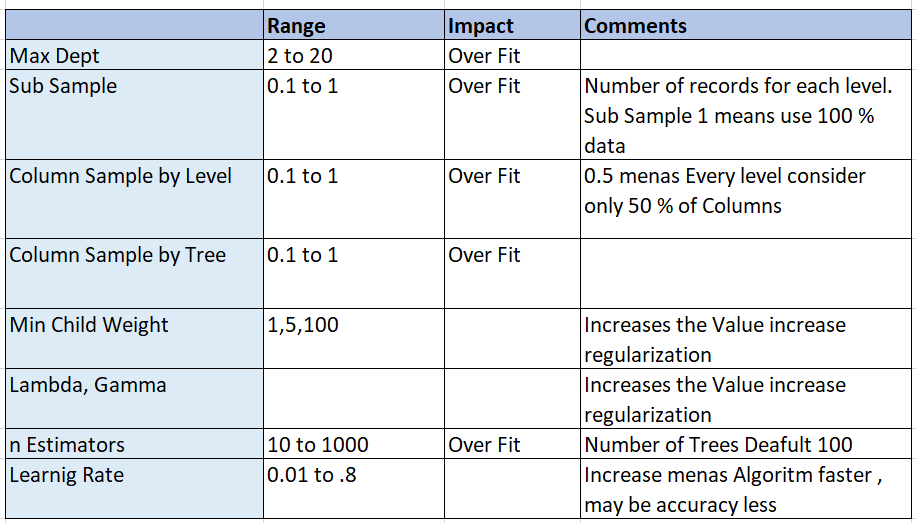 Range Impact Comments
Max Dept 2 to 20 Over Fit
Sub Sample 0.1 to 1 Over Fit Number of records for each level.
Sub Sample 1 means use 100 %
data
Column Sample by Level 0.1 to 1 Over Fit 0.5 menas Every level consider
only 50 % of Columns
Column Sample by Tree 0.1 to 1 Over Fit
Min Child Weight 1,5,100 Increases the Value increase
regularization
Lambda, Gamma Increases the Value increase
regularization
n Estimators 10 to 1000 Over Fit Number of Trees Deafult 100
Learnig Rate 0.01 to .8 Increase menas Algoritm faster ,
may be accuracy less